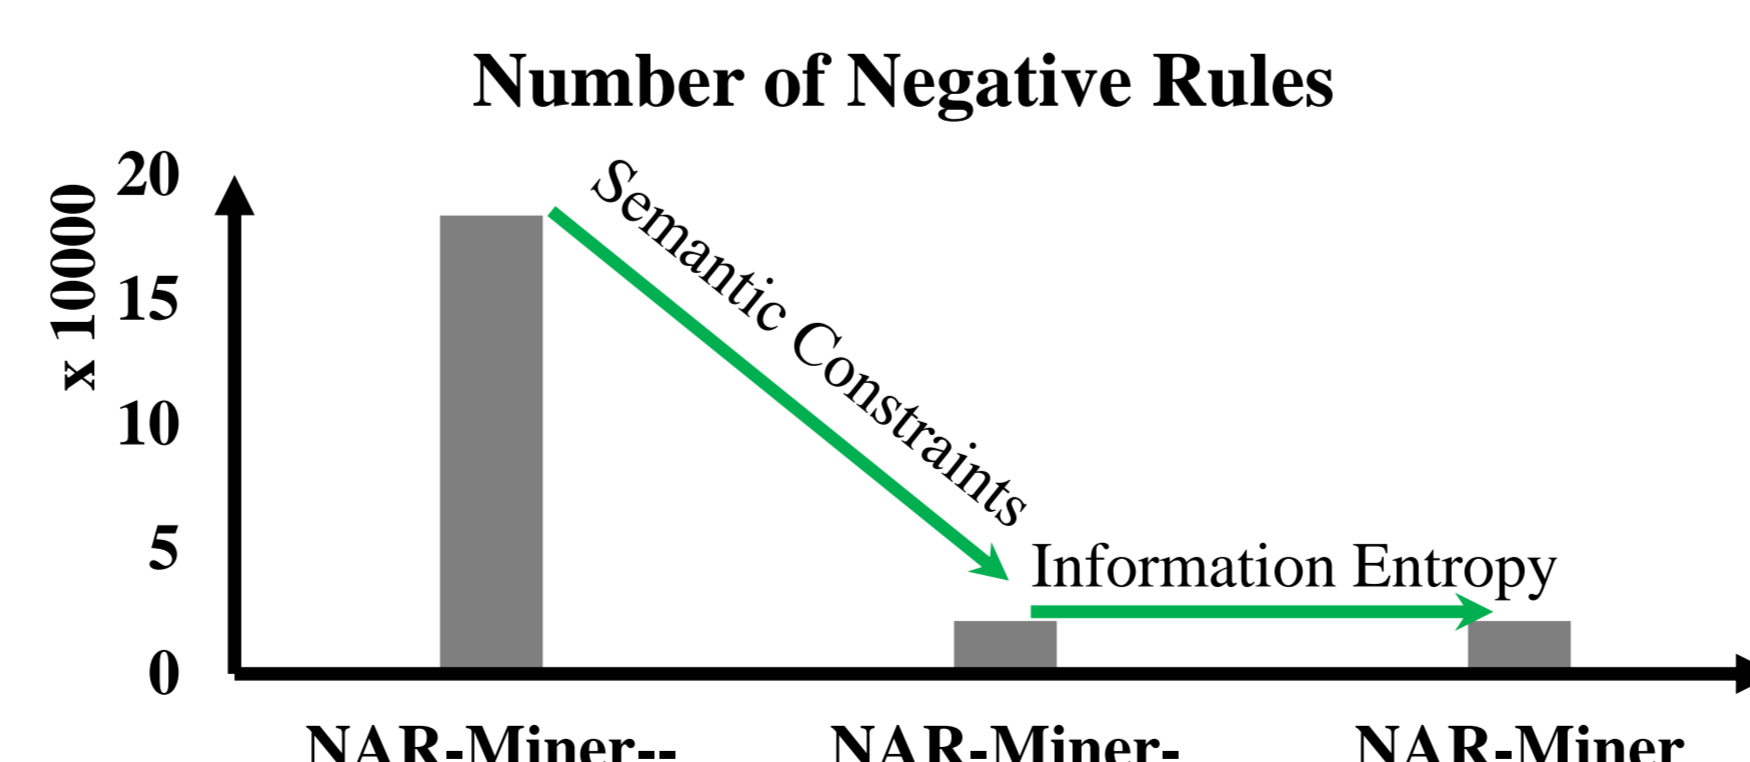 Number of Negative Rules
x 10000
20
15
10
5
0
Semantic Constraints
Information Entropy
NAR-Miner--
NAR-Miner-
NAR-Miner